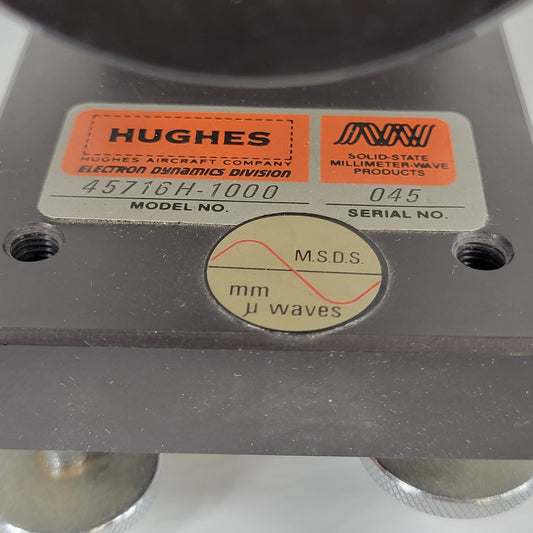 HUGHES
HUGHES AIRCRAFT COMPANY
ELECTRON DYNAMICS DIVISION
45716H-1000
MODEL NO.
SOLID-STATE
MILLIMETER-WAVE
PRODUCTS
045
SERIAL NO.
M.S.D.S.
mm
µ waves